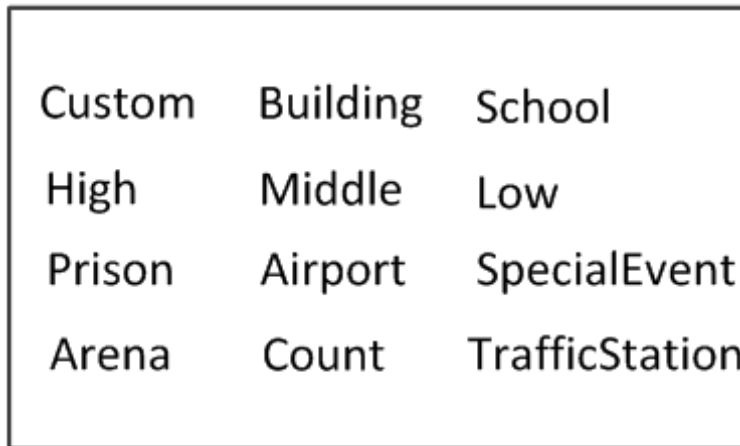 Custom Building School
High Middle Low
Prison Airport SpecialEvent
Arena Count TrafficStation